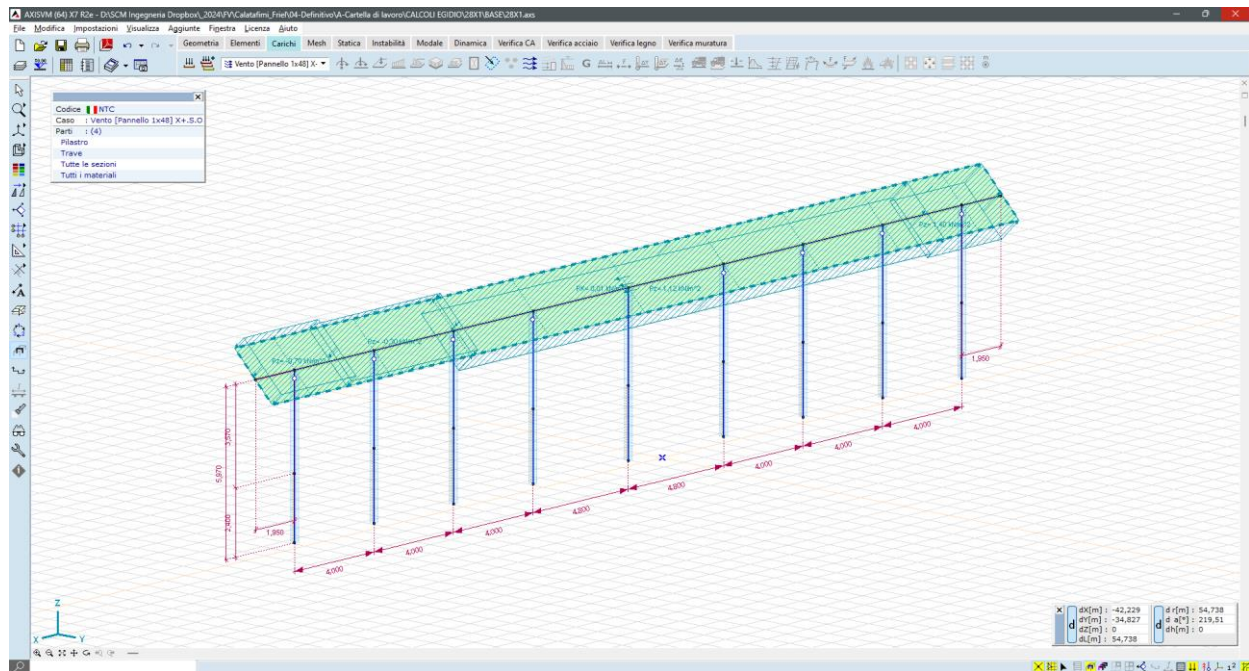 AXISVM (64) X7 R2e - D:\SCM Ingegneria Dropbox\_2024\FV\Calatafimi_Friel\04-Definitivo\A-Cartella di lavoro\CALCOLI EGIDIO\28X1\BASE\28X1.axs
File Modifica Impostazioni Visualizza Aggiunte Finestra Licenza Aiuto
Geometria Elementi Carichi Mesh Statica Instabilità Modale Dinamica Verifica CA Verifica acciaio Verifica legno Verifica muratura
Vento [Pannello 1x48] X-
Codice NTC
Caso : Vento [Pannello 1x48] X+.S.O
Parti : (4)
Pilastro
Trave
Tutte le sezioni
Tutti i materiali
Pz= 1,12 kN/m^2
1,950
5,970
2,400
1,950
4,000
4,000
4,000
4,800
4,800
4,000
4,000
4,000
Z
X
Y
dX[m] : -42,229
dY[m] : -34,827
dZ[m] : 0
dL[m] : 54,738
d r[m] : 54,738
d a[°] : 219,51
dh[m] : 0
d
d